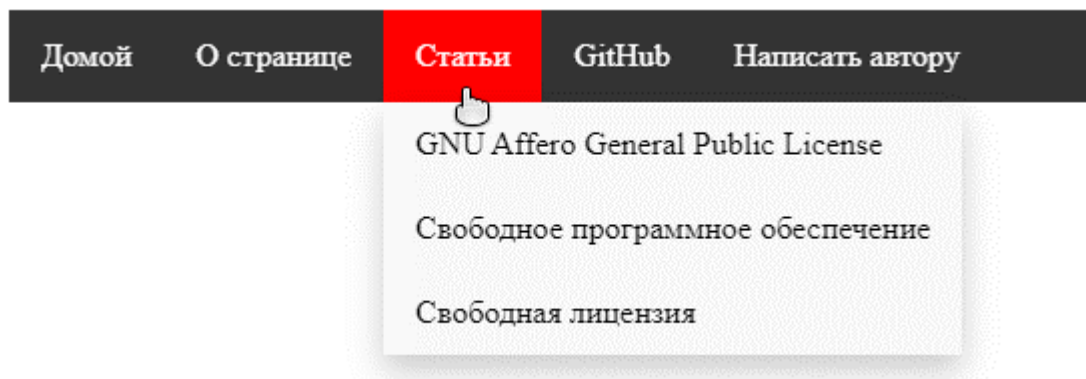 Домой О странице Статьи GitHub Написать автору
GNU Affero General Public License
Свободное программное обеспечение
Свободная лицензия